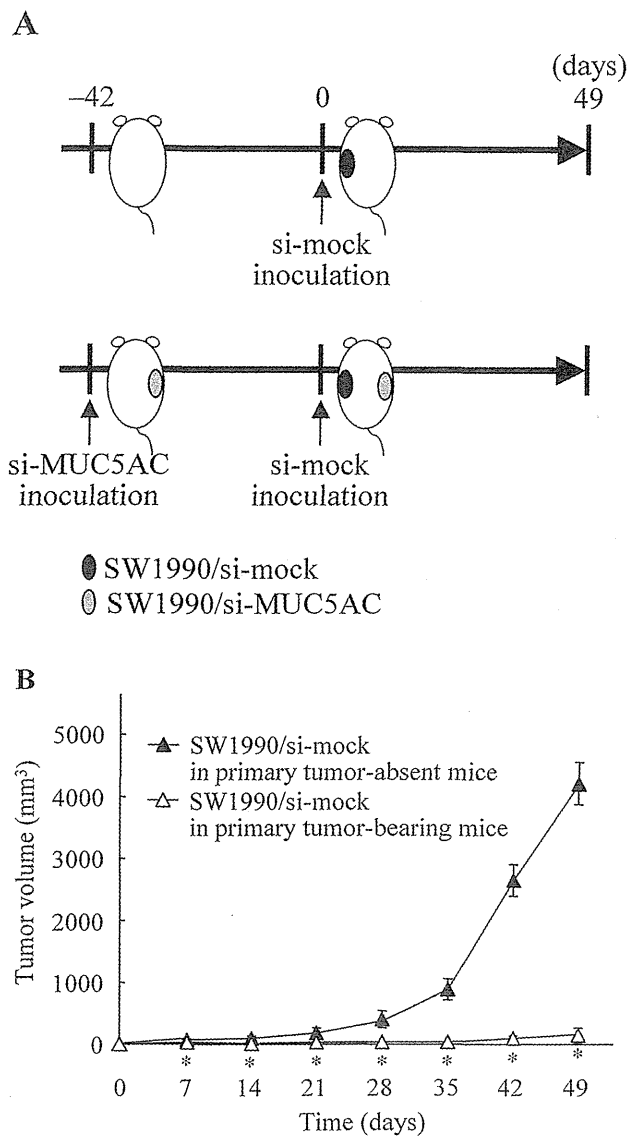 A
(days)
–42 0 49
si-mock
inoculation
si-MUC5AC
inoculation
si-mock
inoculation
SW1990/si-mock
SW1990/si-MUC5AC
B
Tumor volume (mm³)
5000
4000
3000
2000
1000
0
SW1990/si-mock
in primary tumor-absent mice
SW1990/si-mock
in primary tumor-bearing mice
* * * * * * *
0 7 14 21 28 35 42 49
Time (days)